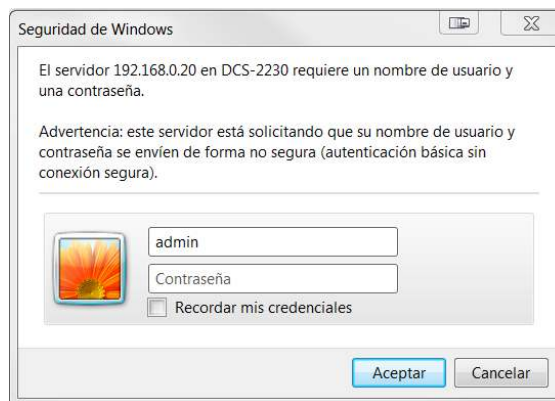 Seguridad de Windows
El servidor 192.168.0.20 en DCS-2230 requiere un nombre de usuario y
una contraseña.
Advertencia: este servidor está solicitando que su nombre de usuario y
contraseña se envíen de forma no segura (autenticación básica sin
conexión segura).
admin
Contraseña
Recordar mis credenciales
Aceptar
Cancelar